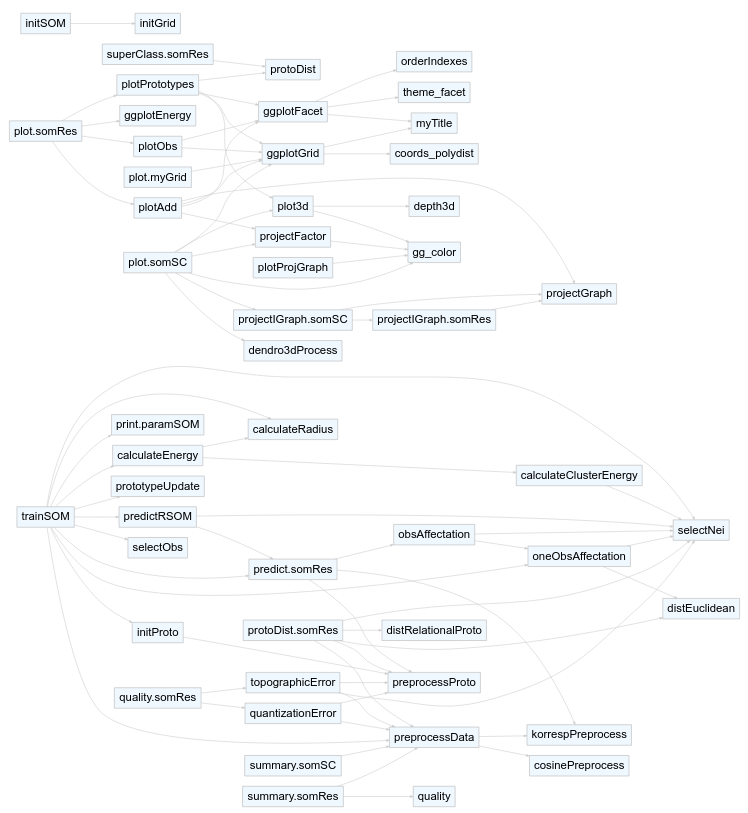 initSOM
initGrid
superClass.somRes
orderIndexes
protoDist
plotPrototypes
theme_facet
ggplotFacet
ggplotEnergy
myTitle
plot.somRes
plotObs
ggplotGrid
coords_polydist
plot.myGrid
plotAdd
plot3d
depth3d
projectFactor
gg_color
plot.somSC
plotProjGraph
projectGraph
projectIGraph.somSC
projectIGraph.somRes
dendro3dProcess
print.paramSOM
calculateRadius
calculateEnergy
calculateClusterEnergy
prototypeUpdate
trainSOM
predictRSOM
selectNei
obsAffectation
selectObs
oneObsAffectation
predict.somRes
distEuclidean
initProto
protoDist.somRes
distRelationalProto
topographicError
preprocessProto
quality.somRes
quantizationError
preprocessData
korrespPreprocess
summary.somSC
cosinePreprocess
summary.somRes
quality